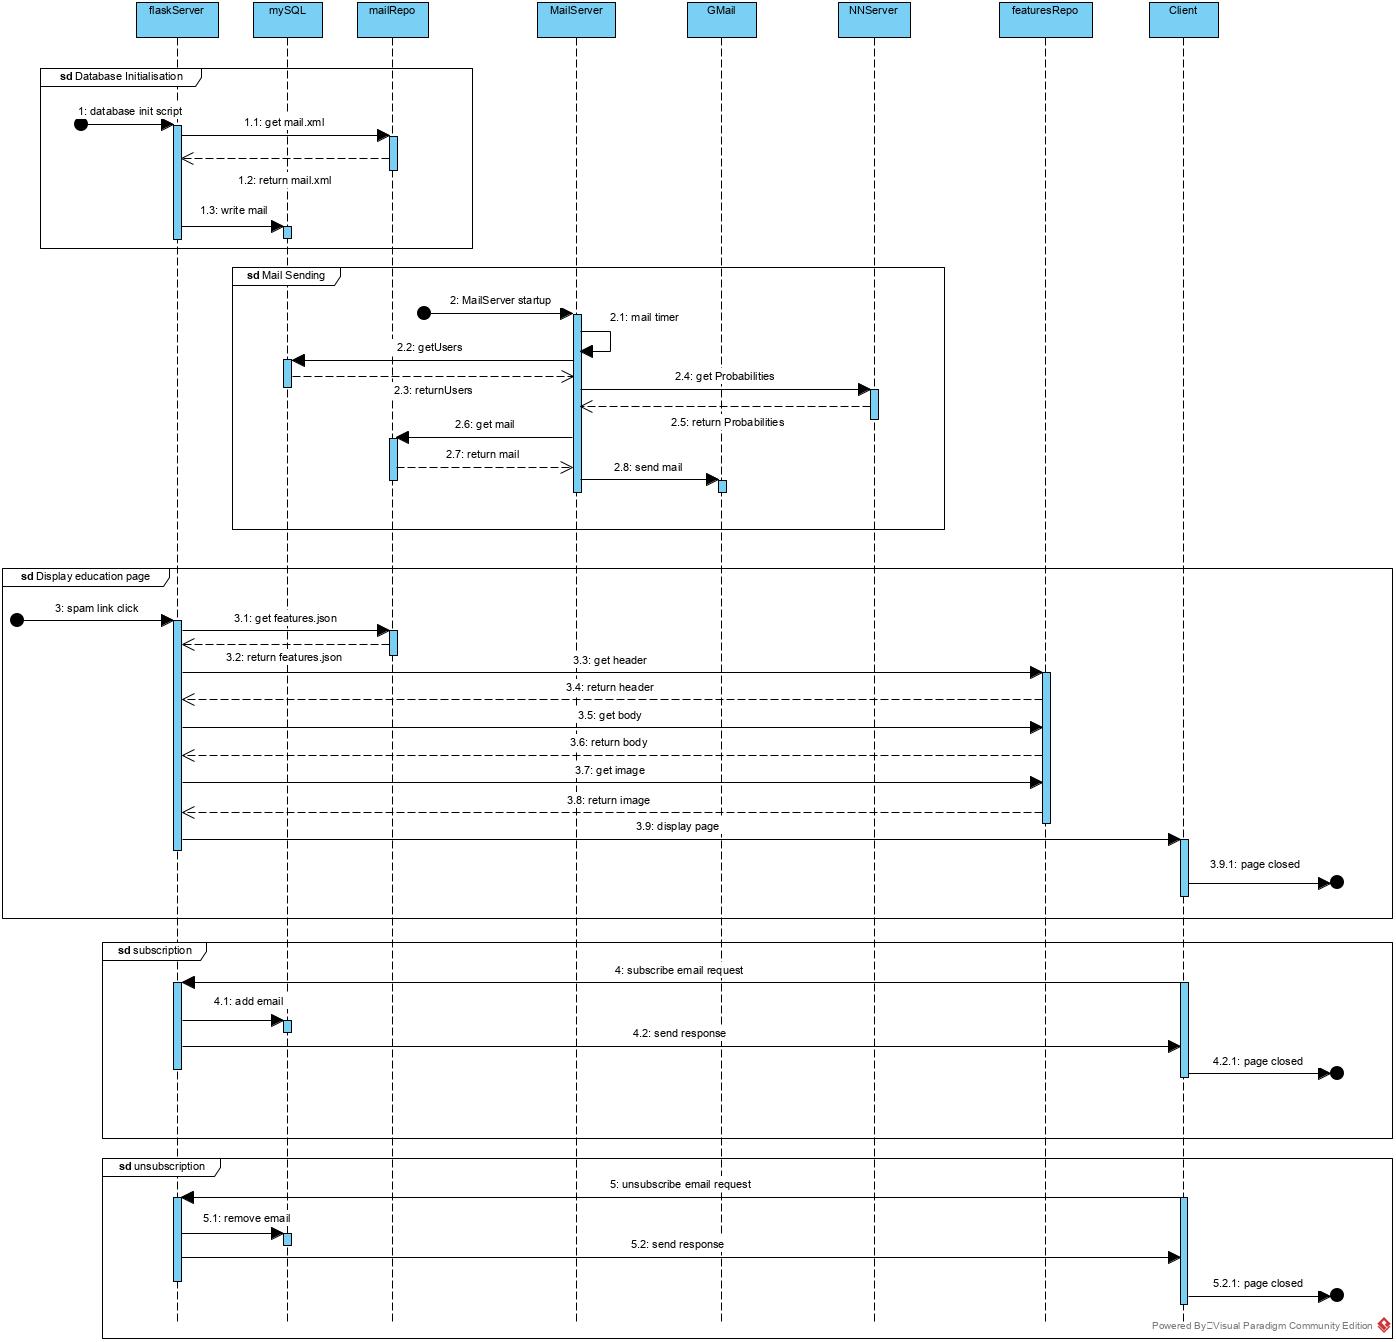 flaskServer
mySQL
mailRepo
MailServer
GMail
NNServer
featuresRepo
Client
sd Database Initialisation
1: database init script
1.1: get mail.xml
1.2: return mail.xml
1.3: write mail
sd Mail Sending
2: MailServer startup
2.1: mail timer
2.2: getUsers
2.3: returnUsers
2.4: get Probabilities
2.5: return Probabilities
2.6: get mail
2.7: return mail
2.8: send mail
sd Display education page
3: spam link click
3.1: get features.json
3.2: return features.json
3.3: get header
3.4: return header
3.5: get body
3.6: return body
3.7: get image
3.8: return image
3.9: display page
3.9.1: page closed
sd subscription
4: subscribe email request
4.1: add email
4.2: send response
4.2.1: page closed
sd unsubscription
5: unsubscribe email request
5.1: remove email
5.2: send response
5.2.1: page closed
Powered By Visual Paradigm Community Edition